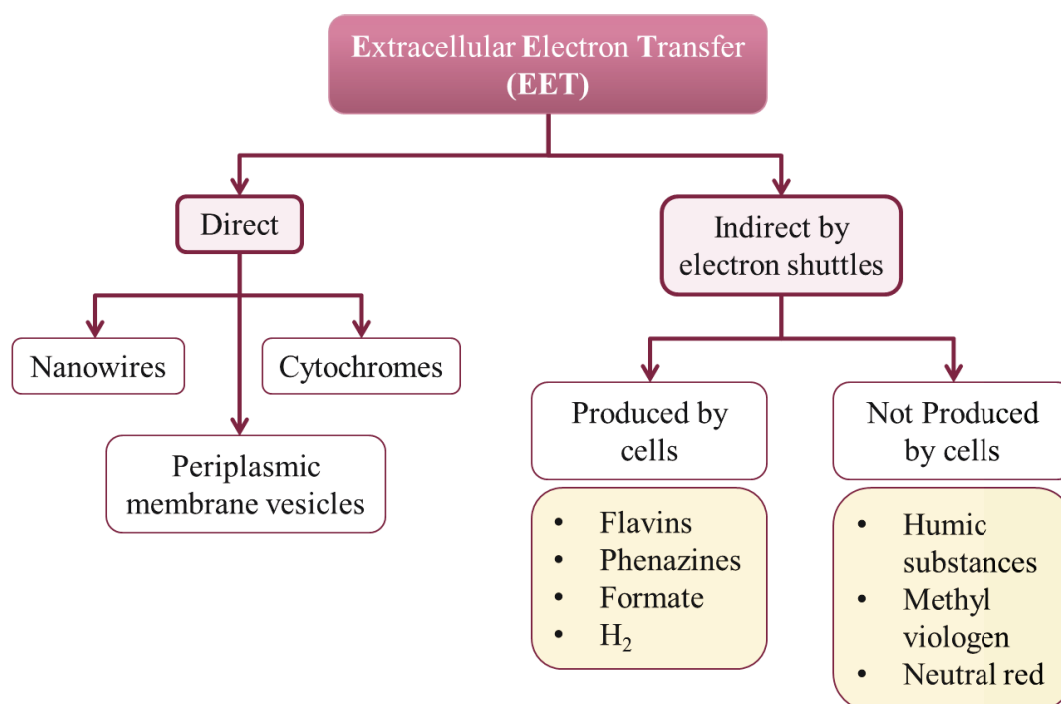 Extracellular Electron Transfer
(EET)
Direct
Indirect by
electron shuttles
Nanowires
Cytochromes
Periplasmic
membrane vesicles
Produced by
cells
• Flavins
• Phenazines
• Formate
• H₂
Not Produced
by cells
• Humic
substances
• Methyl
viologen
• Neutral red